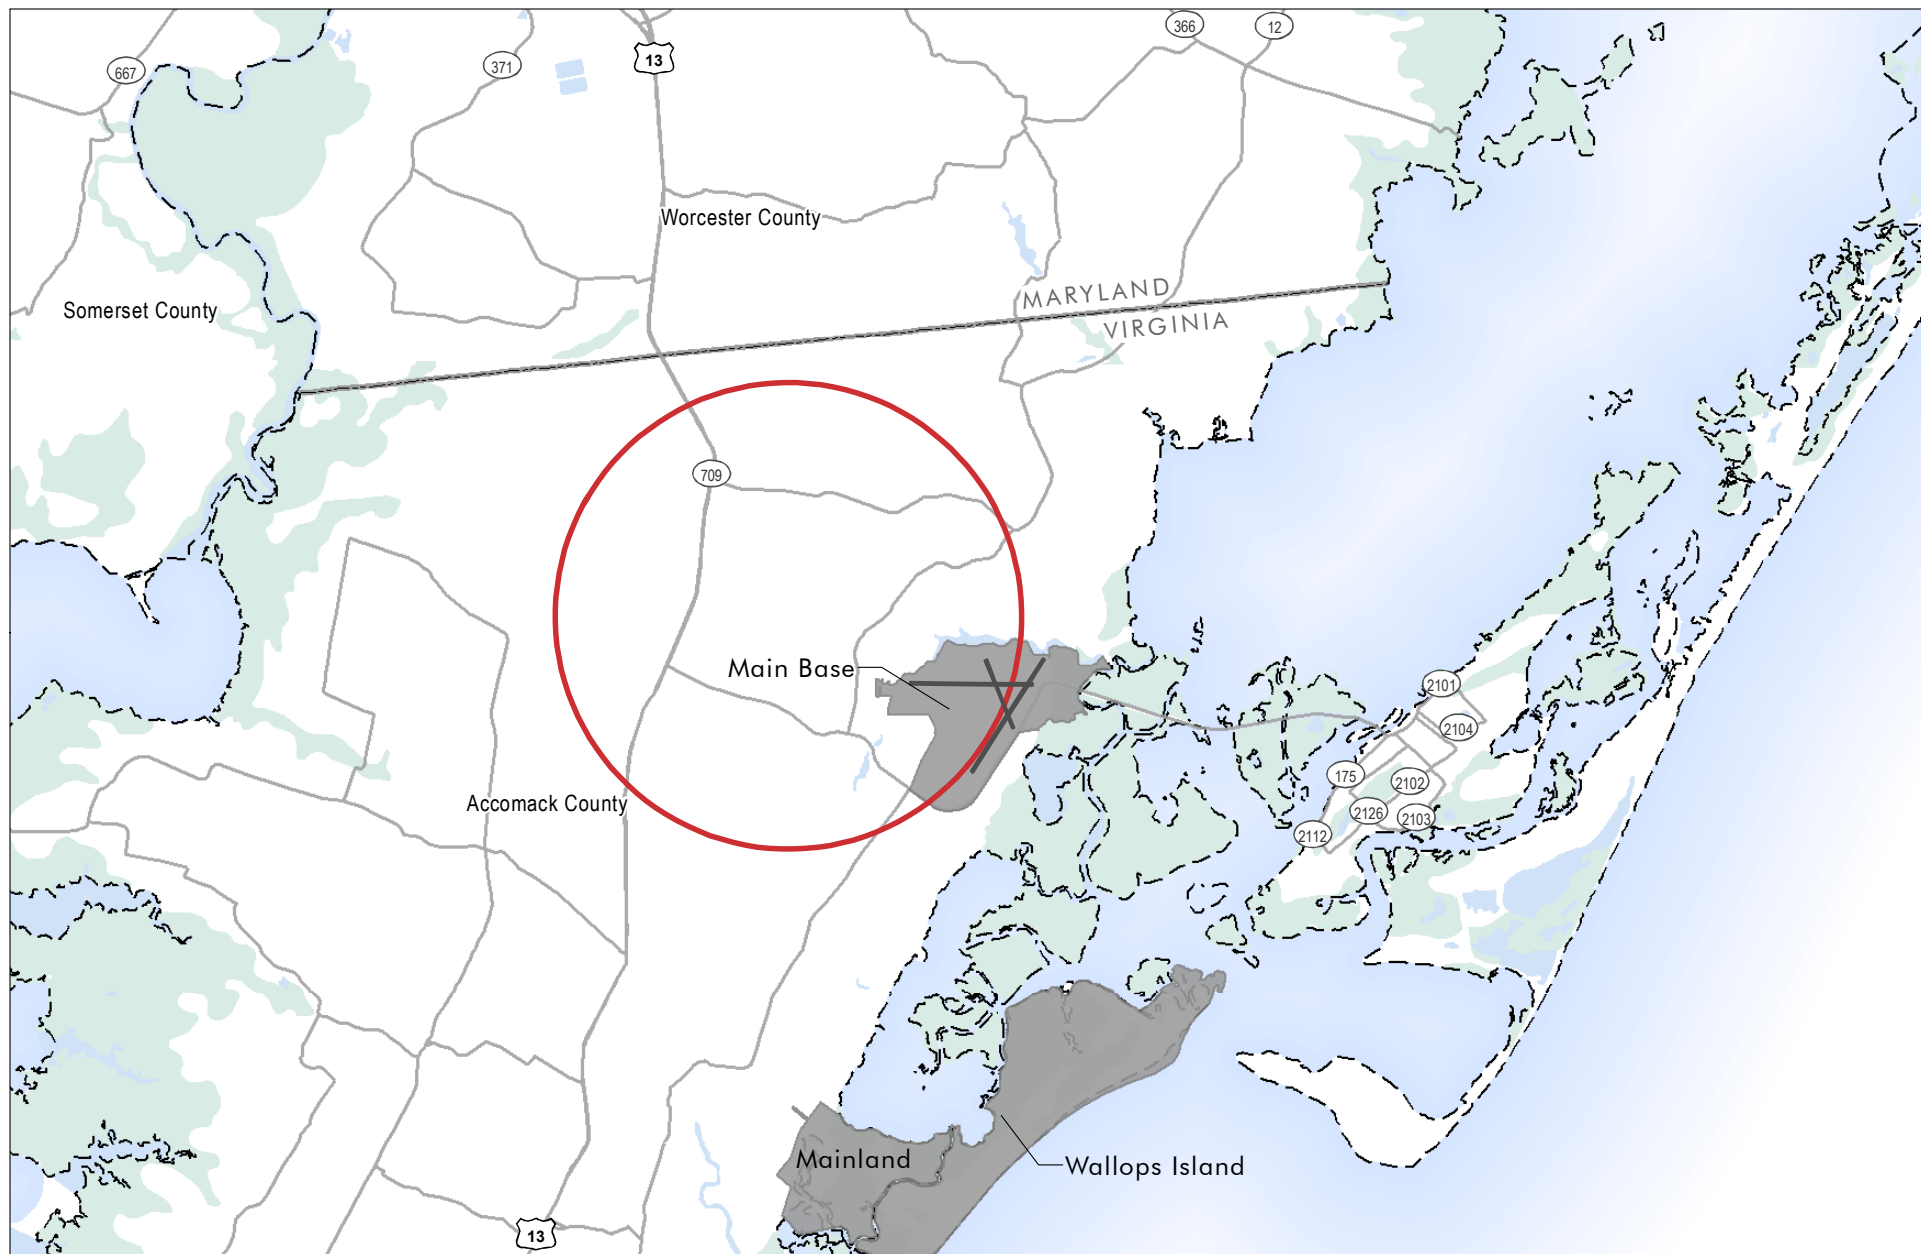 366
12
13
371
667
Worcester County
MARYLAND
Somerset County
VIRGINIA
709
Main Base
2101
2104
175
2102
Accomack County
2126
2103
2112
Mainland
Wallops Island
13